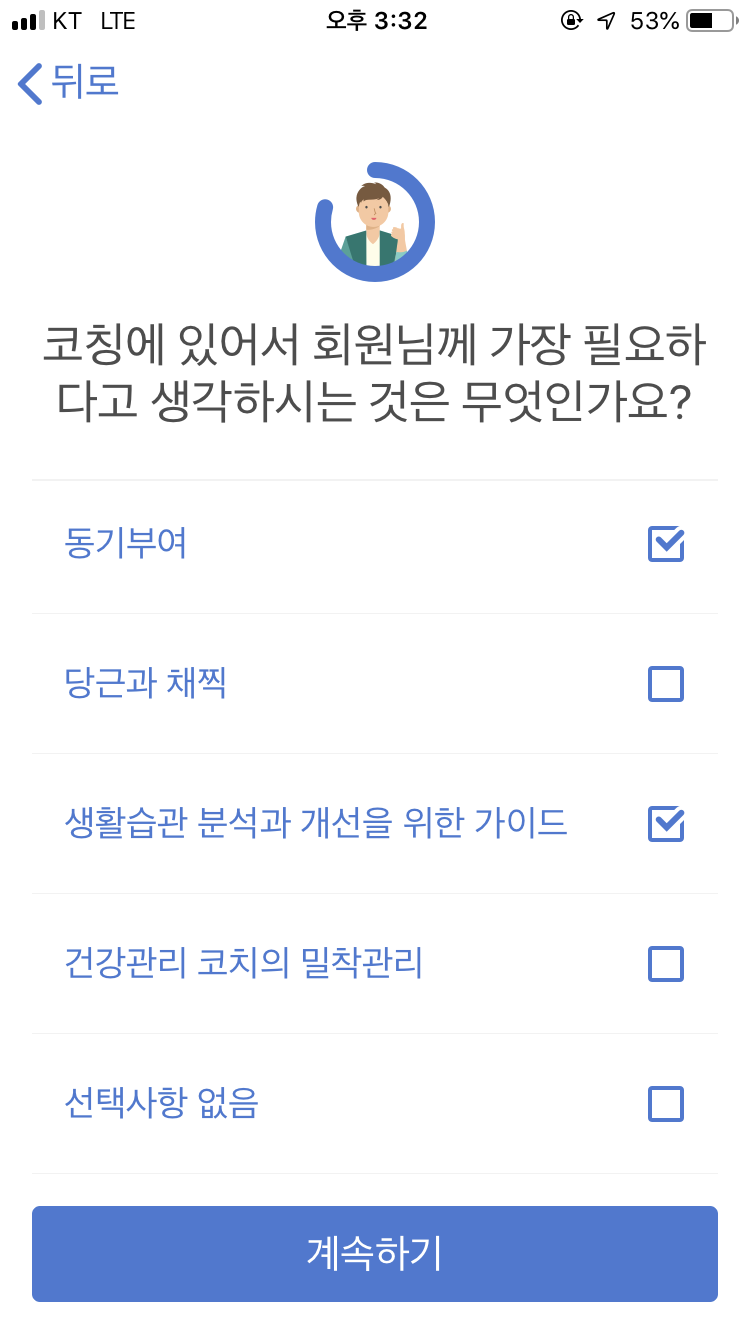 KT LTE 오후 3:32 53%
뒤로
코칭에 있어서 회원님께 가장 필요하
다고 생각하시는 것은 무엇인가요?
동기부여
당근과 채찍
생활습관 분석과 개선을 위한 가이드
건강관리 코치의 밀착관리
선택사항 없음
계속하기